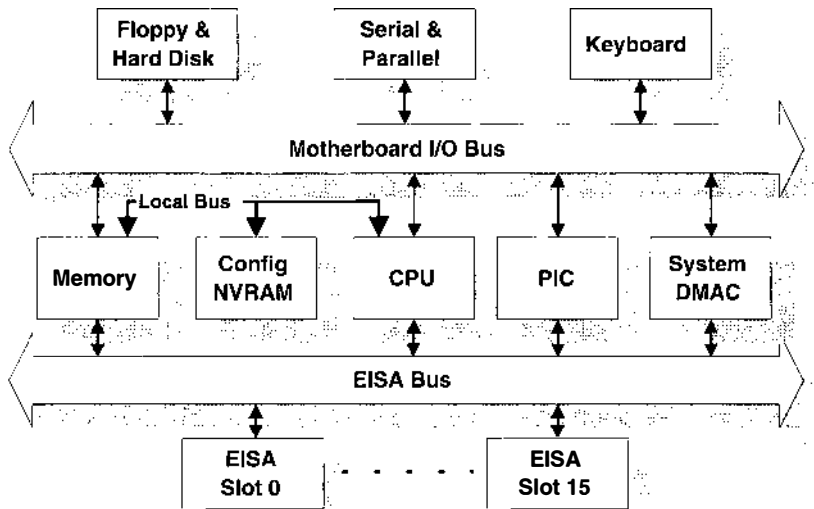 Floppy &
Hard Disk
Serial &
Parallel
Keyboard
Motherboard I/O Bus
Local Bus
Memory
Config
NVRAM
CPU
PIC
System
DMAC
EISA Bus
EISA
Slot 0
EISA
Slot 15